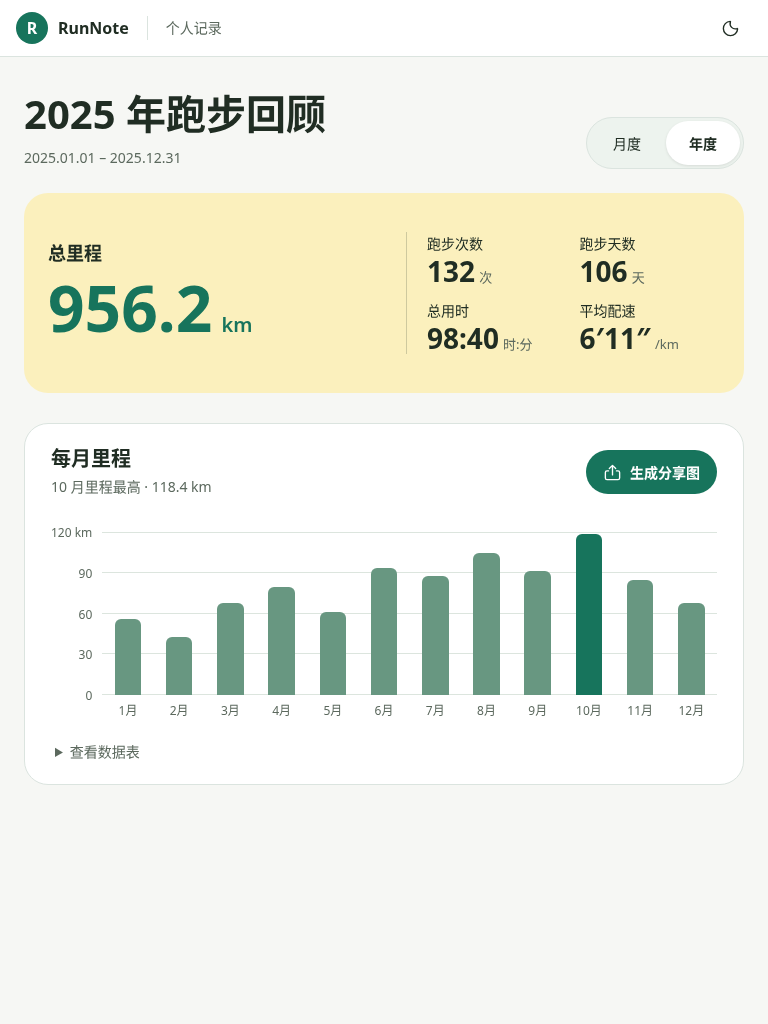 R RunNote 个人记录
2025 年跑步回顾
2025.01.01 – 2025.12.31
月度 年度
总里程
956.2 km
跑步次数
132 次
跑步天数
106 天
总用时
98:40 时:分
平均配速
6′11″ /km
每月里程
10 月里程最高 · 118.4 km
生成分享图
120 km
90
60
30
0
1月 2月 3月 4月 5月 6月 7月 8月 9月 10月 11月 12月
查看数据表